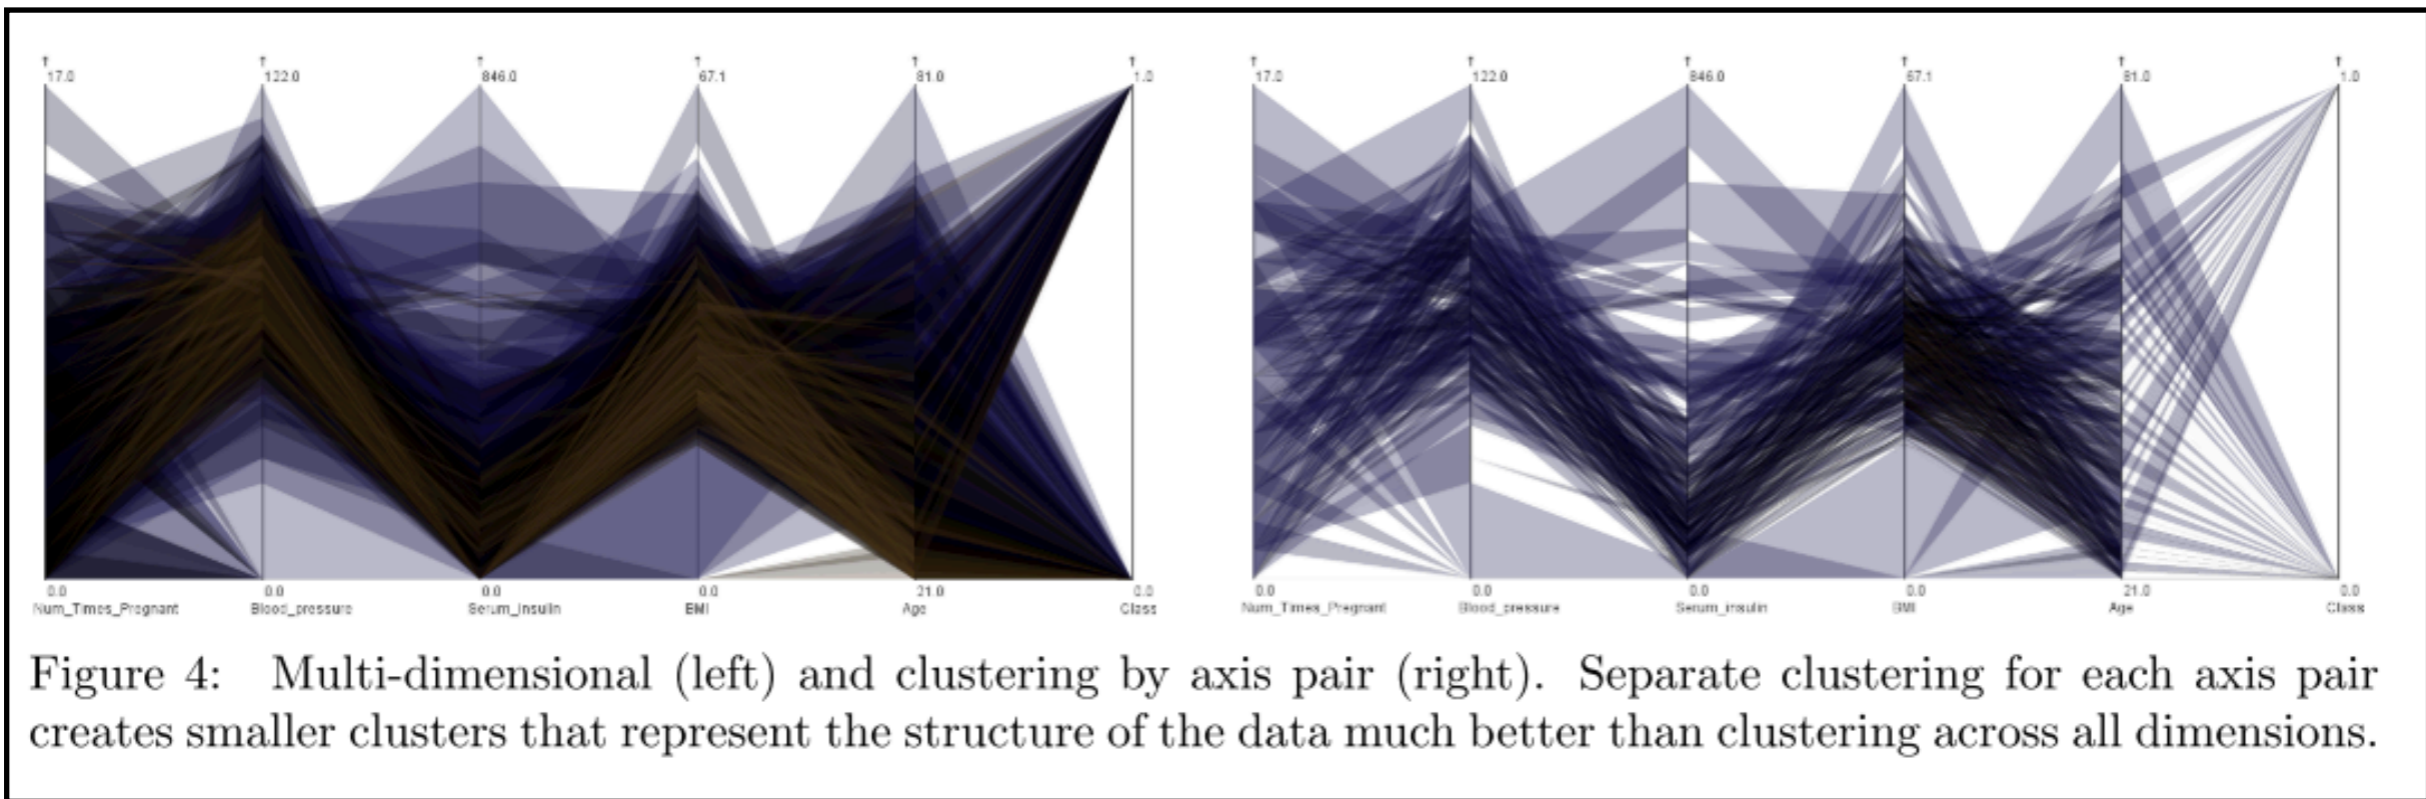 17.0 122.0 846.0 67.1 81.0 1.0 17.0 122.0 846.0 67.1 81.0 1.0
0.0 0.0 0.0 0.0 21.0 0.0 0.0 0.0 0.0 0.0 21.0 0.0
Num_Times_Pregnant Blood_pressure Serum_insulin BMI Age Class Num_Times_Pregnant Blood_pressure Serum_insulin BMI Age Class
Figure 4: Multi-dimensional (left) and clustering by axis pair (right). Separate clustering for each axis pair
creates smaller clusters that represent the structure of the data much better than clustering across all dimensions.